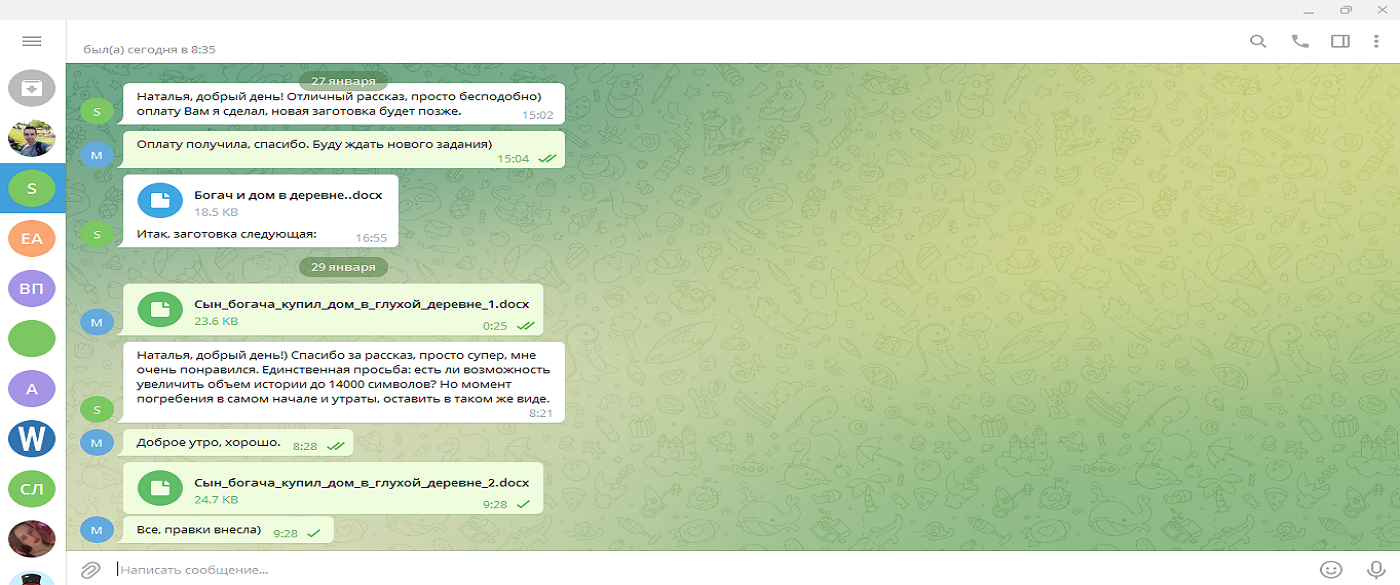 был(а) сегодня в 8:35
27 января
S
Наталья, добрый день! Отличный рассказ, просто бесподобно)
оплату Вам я сделал, новая заготовка будет позже.
15:02
M
Оплату получила, спасибо. Буду ждать нового задания)
15:04
S
Богач и дом в деревне..docx
18.5 KB
Итак, заготовка следующая:
16:55
29 января
M
Сын_богача_купил_дом_в_глухой_деревне_1.docx
23.6 KB
0:25
S
Наталья, добрый день!) Спасибо за рассказ, просто супер, мне
очень понравился. Единственная просьба: есть ли возможность
увеличить объем истории до 14000 символов? Но момент
погребения в самом начале и утраты, оставить в таком же виде.
8:21
M
Доброе утро, хорошо.
8:28
Сын_богача_купил_дом_в_глухой_деревне_2.docx
24.7 KB
9:28
M
Все, правки внесла)
9:28
Написать сообщение...
S
EA
ВП
А
W
СЛ